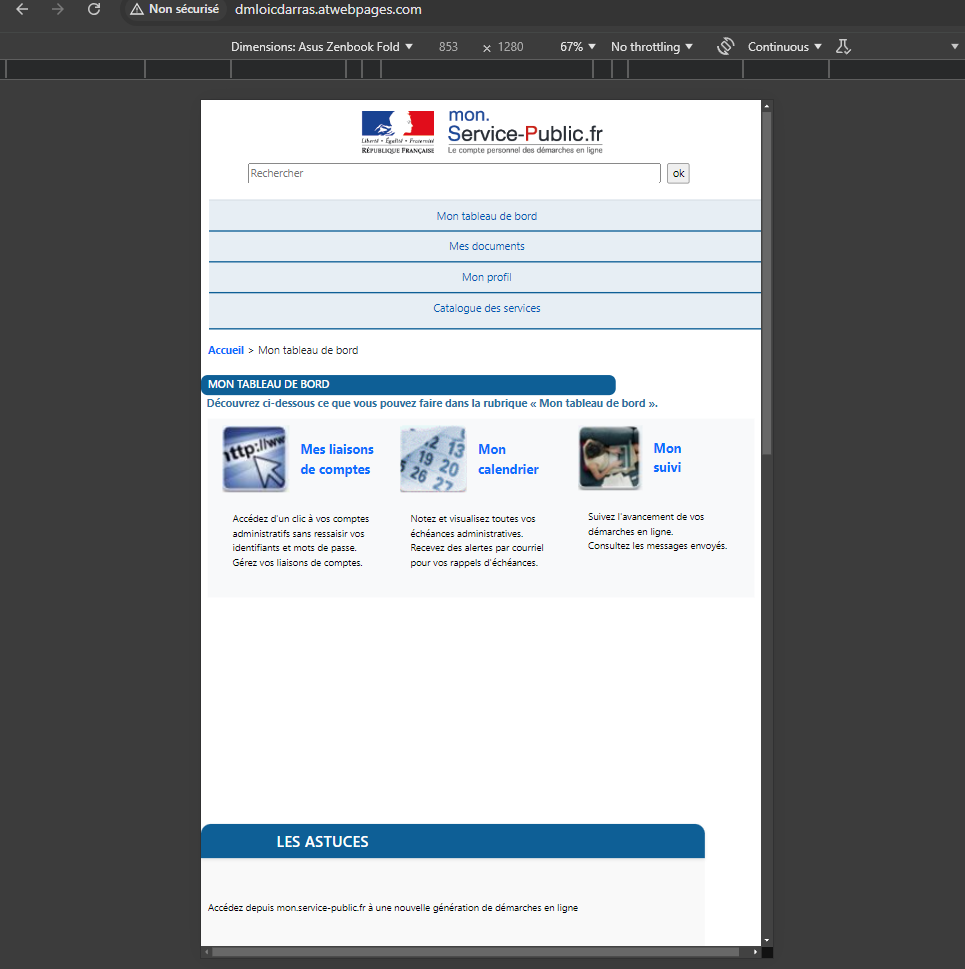 Non sécurisé dmloicdarras.atwebpages.com
Dimensions: Asus Zenbook Fold 853 × 1280 67% No throttling Continuous
Liberté • Égalité • Fraternité
RÉPUBLIQUE FRANÇAISE
mon.
Service-Public.fr
Le compte personnel des démarches en ligne
Rechercher ok
Mon tableau de bord
Mes documents
Mon profil
Catalogue des services
Accueil > Mon tableau de bord
MON TABLEAU DE BORD
Découvrez ci-dessous ce que vous pouvez faire dans la rubrique « Mon tableau de bord ».
http://ww
Mes liaisons
de comptes
Accédez d'un clic à vos comptes
administratifs sans ressaisir vos
identifiants et mots de passe.
Gérez vos liaisons de comptes.
12 13
19 20
26 27
Mon
calendrier
Notez et visualisez toutes vos
échéances administratives.
Recevez des alertes par courriel
pour vos rappels d'échéances.
Mon
suivi
Suivez l'avancement de vos
démarches en ligne.
Consultez les messages envoyés.
LES ASTUCES
Accédez depuis mon.service-public.fr à une nouvelle génération de démarches en ligne